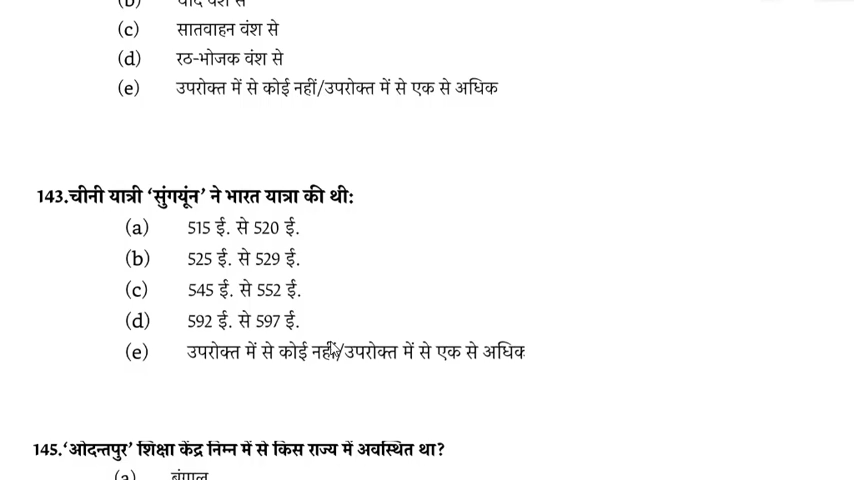 (c) सातवाहन वंश से
(d) रठ-भोजक वंश से
(e) उपरोक्त में से कोई नहीं/उपरोक्त में से एक से अधिक
143.चीनी यात्री ‘सुंगयूंन’ ने भारत यात्रा की थी:
(a) 515 ई. से 520 ई.
(b) 525 ई. से 529 ई.
(c) 545 ई. से 552 ई.
(d) 592 ई. से 597 ई.
(e) उपरोक्त में से कोई नहीं/उपरोक्त में से एक से अधिक
145.‘ओदन्तपुर’ शिक्षा केंद्र निम्न में से किस राज्य में अवस्थित था?
(a) बंगाल